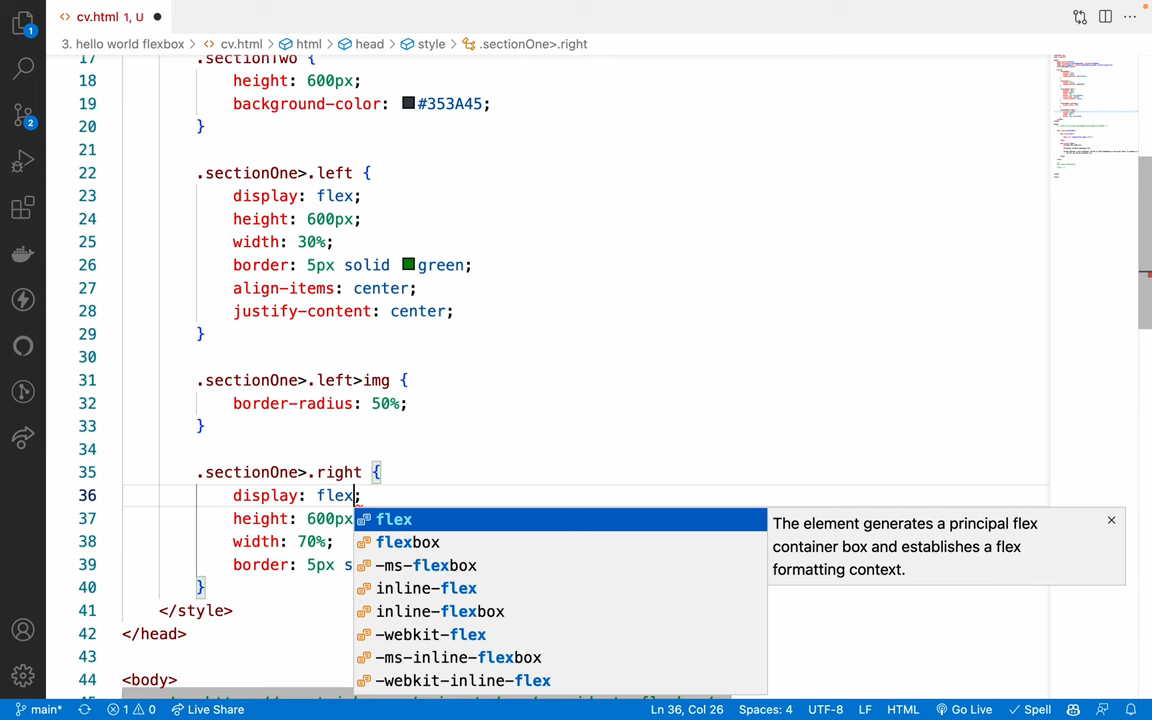 cv.html 1, U
3. hello world flexbox > cv.html > html > head > style > .sectionOne>.right
17 .sectionTwo {
18 height: 600px;
19 background-color: #353A45;
20 }
21
22 .sectionOne>.left {
23 display: flex;
24 height: 600px;
25 width: 30%;
26 border: 5px solid green;
27 align-items: center;
28 justify-content: center;
29 }
30
31 .sectionOne>.left>img {
32 border-radius: 50%;
33 }
34
35 .sectionOne>.right {
36 display: flex;
37 height: 600px
38 width: 70%;
39 border: 5px s
40 }
41 </style>
42 </head>
43
44 <body>
flex
flexbox
-ms-flexbox
inline-flex
inline-flexbox
-webkit-flex
-ms-inline-flexbox
-webkit-inline-flex
The element generates a principal flex
container box and establishes a flex
formatting context.
1
2
main* 1 0 Live Share Ln 36, Col 26 Spaces: 4 UTF-8 LF HTML Go Live Spell